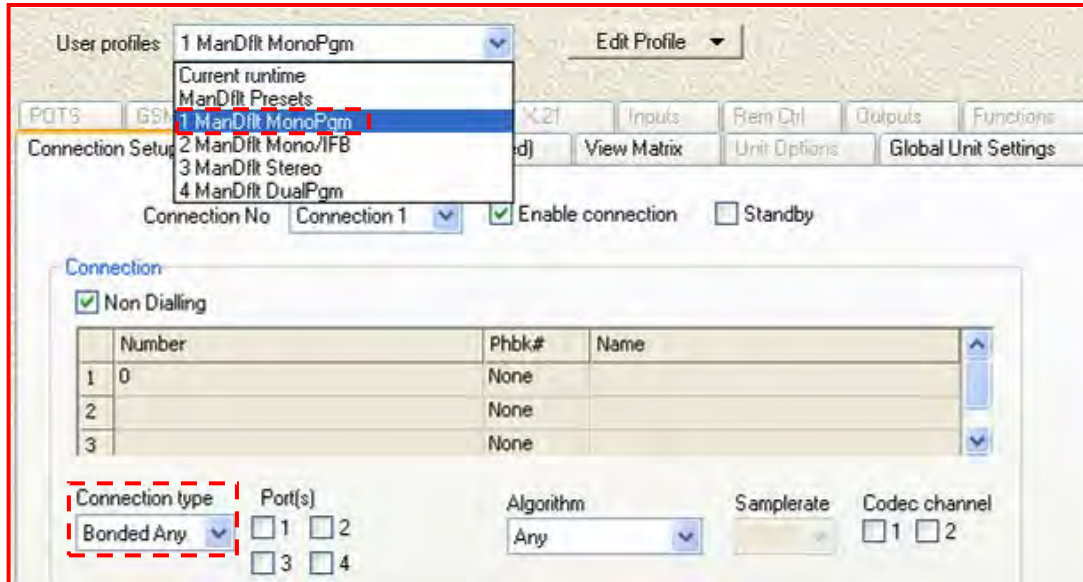 User profiles 1 ManDflt MonoPgm Edit Profile
Current runtime
ManDflt Presets
1 ManDflt MonoPgm
2 ManDflt Mono/IFB
3 ManDflt Stereo
4 ManDflt DualPgm
POTS GSM X.21 Inputs Rem Ctrl Outputs Functions
Connection Setup View Matrix Unit Options Global Unit Settings
Connection No Connection 1 Enable connection Standby
Connection
Non Dialling
Number Phbk# Name
1 0 None
2 None
3 None
Connection type Port(s) Algorithm Samplerate Codec channel
Bonded Any 1 2 Any 1 2
3 4